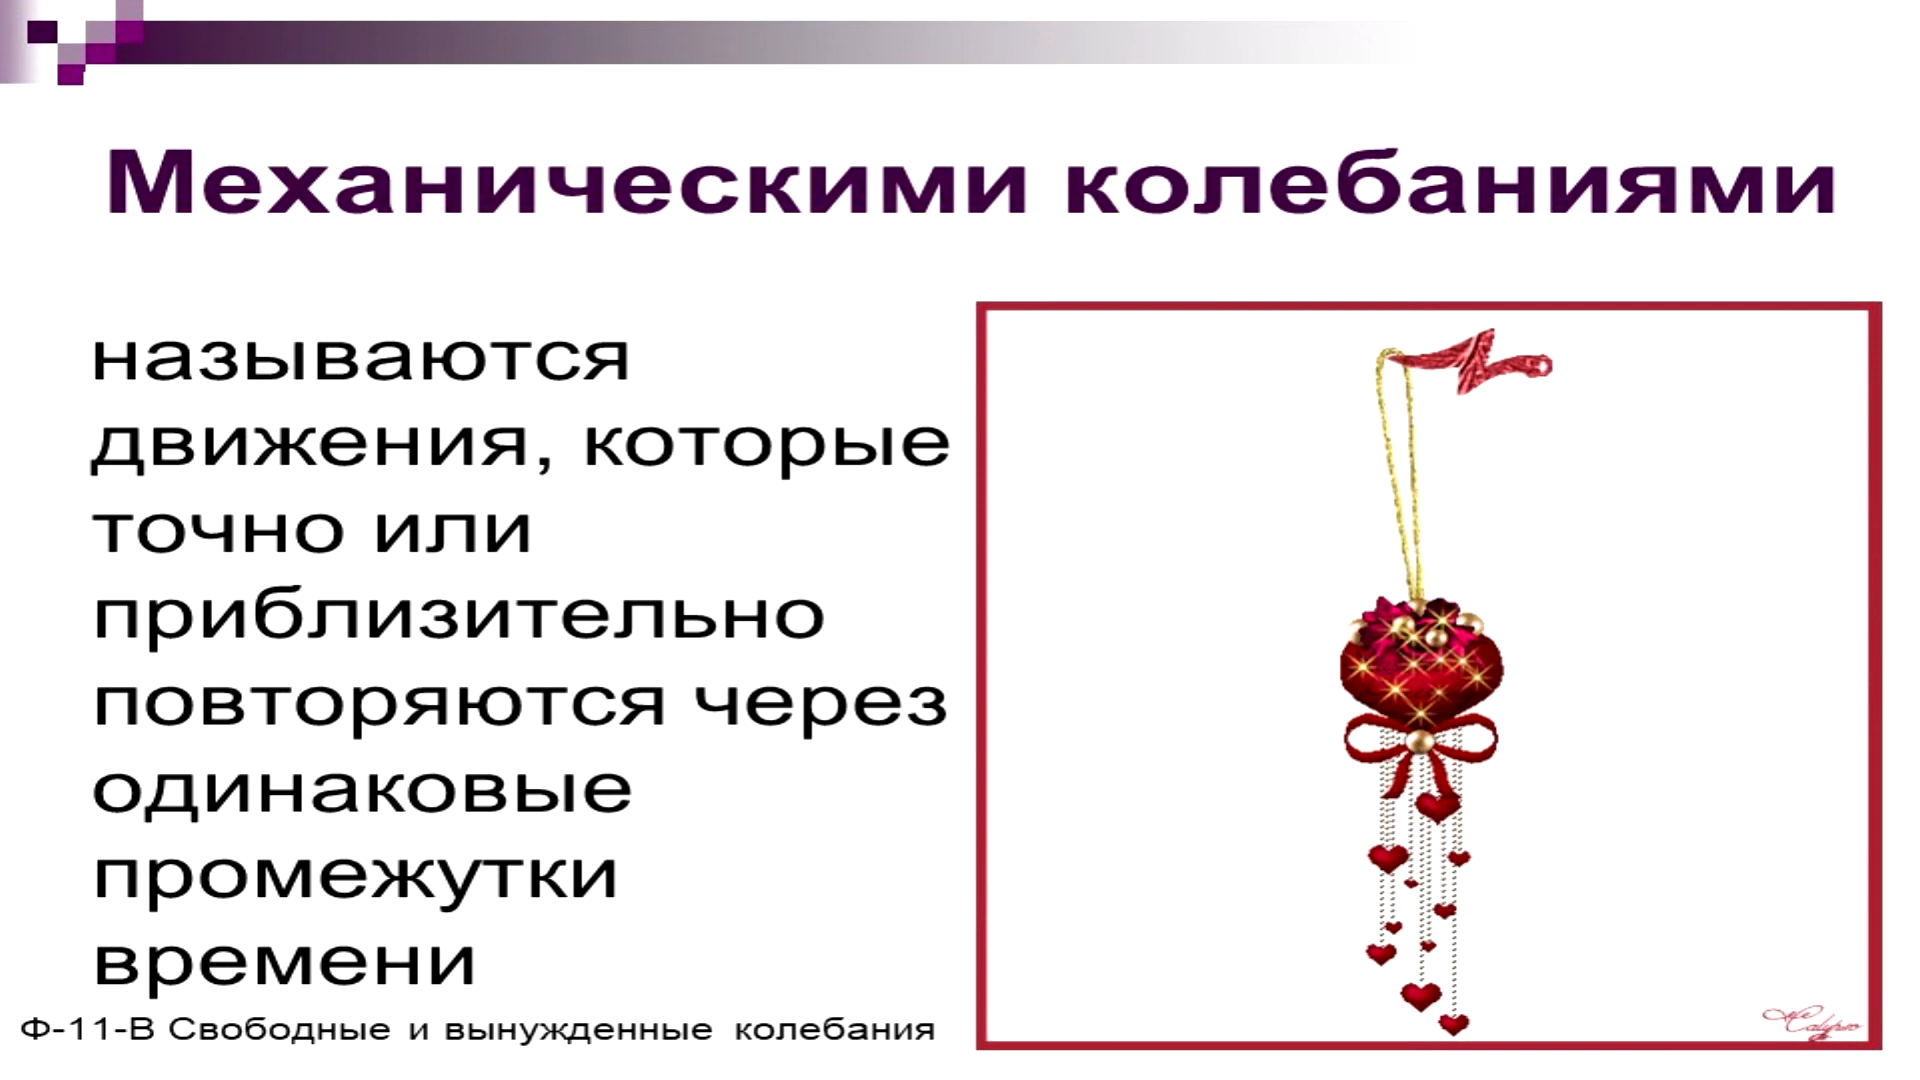 Механическими колебаниями
называются
движения, которые
точно или
приблизительно
повторяются через
одинаковые
промежутки
времени
Ф-11-В Свободные и вынужденные колебания